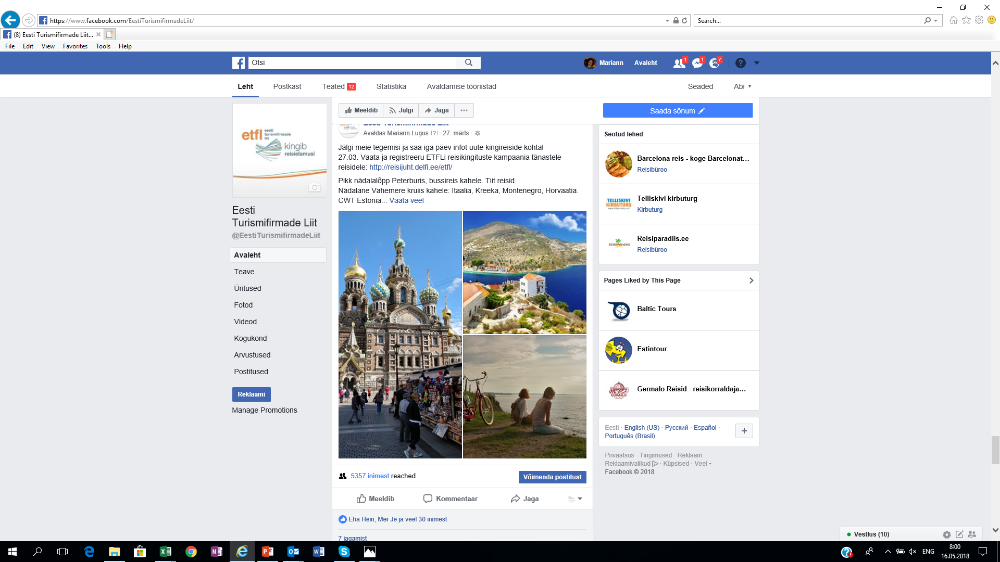 https://www.facebook.com/EestiTurismifirmadeLiit/
Search...
(8) Eesti Turismifirmade Liit...
File Edit View Favorites Tools Help
Otsi
Mariann Avaleht 1 1 7 ?
Leht Postkast Teated 12 Statistika Avaldamise tööriistad Seaded Abi
Meeldib Jälgi Jaga ...
Saada sõnum
etfl eesti turismifirmade liit
kingib reisielamusi
Eesti
Turismifirmade Liit
@EestiTurismifirmadeLiit
Avaleht
Teave
Üritused
Fotod
Videod
Kogukond
Arvustused
Postitused
Reklaami
Manage Promotions
Eesti Turismifirmade Liit
Avaldas Mariann Lugus [?] · 27. märts ·
Jälgi meie tegemisi ja saa iga päev infot uute kingireiside kohta!
27.03. Vaata ja registreeru ETFLi reisikingituste kampaania tänastele
reisidele: http://reisijuht.delfi.ee/etfl/
Pikk nädalalõpp Peterburis, bussireis kahele. Tiit reisid
Nädalane Vahemere kruiis kahele: Itaalia, Kreeka, Montenegro, Horvaatia.
CWT Estonia... Vaata veel
5357 inimest reached
Võimenda postitust
Meeldib Kommentaar Jaga
Eha Hein, Mer Je ja veel 30 inimest
7 jagamist
Seotud lehed
Barcelona reis - koge Barcelonat...
Reisibüroo
TELLISKIVI
KIRBUTURG
Telliskivi kirbuturg
Kirbuturg
REISIPARADIIS
Reisiparadiis.ee
Reisibüroo
Pages Liked by This Page
Baltic Tours
Estintour
GERMALO
Germalo Reisid - reisikorraldaja...
Eesti · English (US) · Русский · Español ·
Português (Brasil)
Privaatsus · Tingimused · Reklaam ·
Reklaamivalikud · Küpsised · Veel
Facebook © 2018
Vestlus (10)
ENG
8:00
16.05.2018